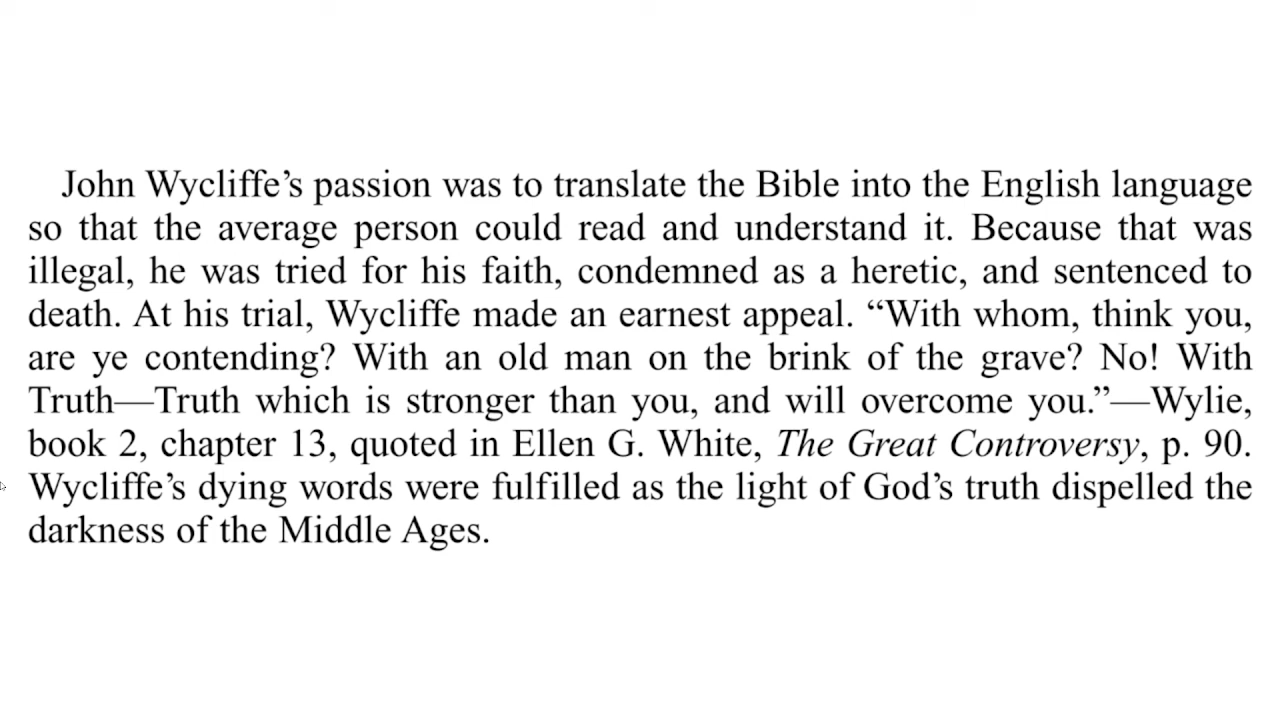 John Wycliffe’s passion was to translate the Bible into the English language
so that the average person could read and understand it. Because that was
illegal, he was tried for his faith, condemned as a heretic, and sentenced to
death. At his trial, Wycliffe made an earnest appeal. “With whom, think you,
are ye contending? With an old man on the brink of the grave? No! With
Truth—Truth which is stronger than you, and will overcome you.”—Wylie,
book 2, chapter 13, quoted in Ellen G. White, The Great Controversy, p. 90.
Wycliffe’s dying words were fulfilled as the light of God’s truth dispelled the
darkness of the Middle Ages.